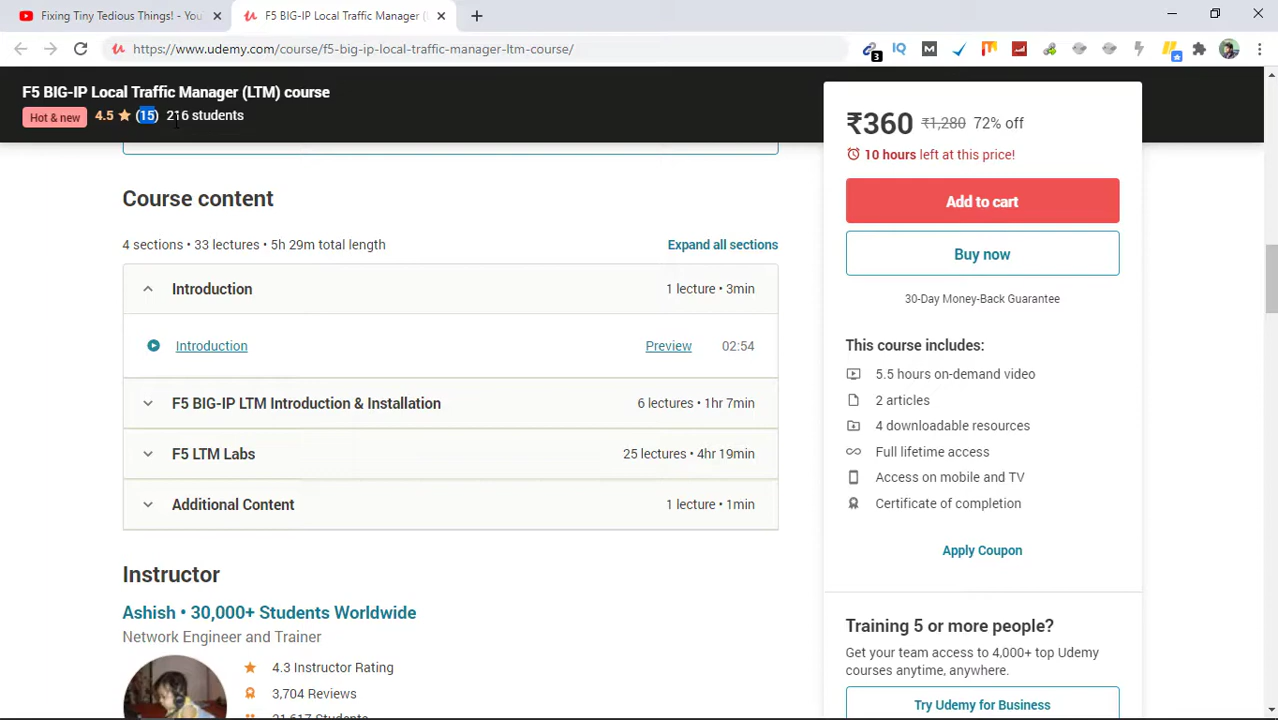 Fixing Tiny Tedious Things! - You
F5 BIG-IP Local Traffic Manager (
https://www.udemy.com/course/f5-big-ip-local-traffic-manager-ltm-course/
IQ
M
3
F5 BIG-IP Local Traffic Manager (LTM) course
Hot & new 4.5 (15) 216 students
Course content
4 sections • 33 lectures • 5h 29m total length
Expand all sections
Introduction
1 lecture • 3min
Introduction
Preview
02:54
F5 BIG-IP LTM Introduction & Installation
6 lectures • 1hr 7min
F5 LTM Labs
25 lectures • 4hr 19min
Additional Content
1 lecture • 1min
Instructor
Ashish • 30,000+ Students Worldwide
Network Engineer and Trainer
4.3 Instructor Rating
3,704 Reviews
₹360 ₹1,280 72% off
10 hours left at this price!
Add to cart
Buy now
30-Day Money-Back Guarantee
This course includes:
5.5 hours on-demand video
2 articles
4 downloadable resources
Full lifetime access
Access on mobile and TV
Certificate of completion
Apply Coupon
Training 5 or more people?
Get your team access to 4,000+ top Udemy
courses anytime, anywhere.
Try Udemy for Business